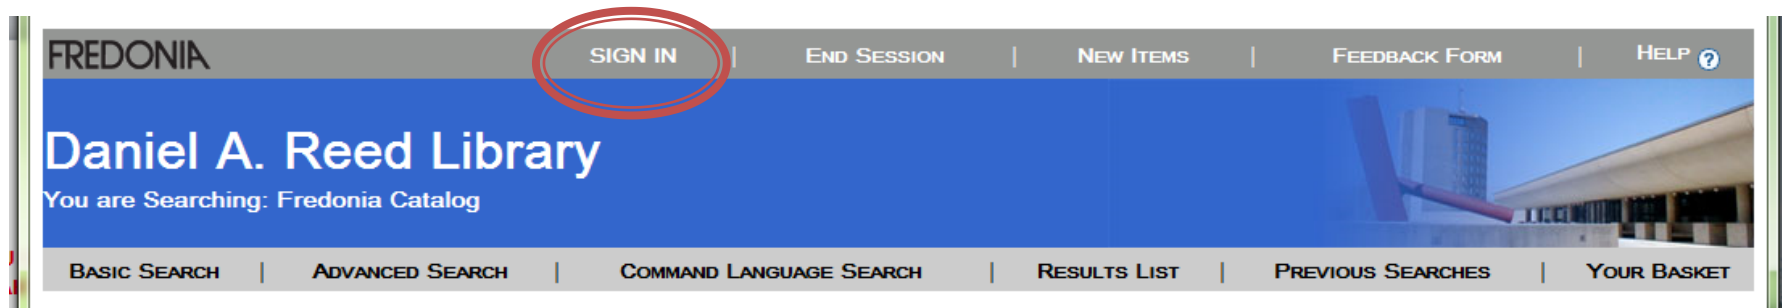 FREDONIA SIGN IN | END SESSION | NEW ITEMS | FEEDBACK FORM | HELP ?
Daniel A. Reed Library
You are Searching: Fredonia Catalog
BASIC SEARCH | ADVANCED SEARCH | COMMAND LANGUAGE SEARCH | RESULTS LIST | PREVIOUS SEARCHES | YOUR BASKET